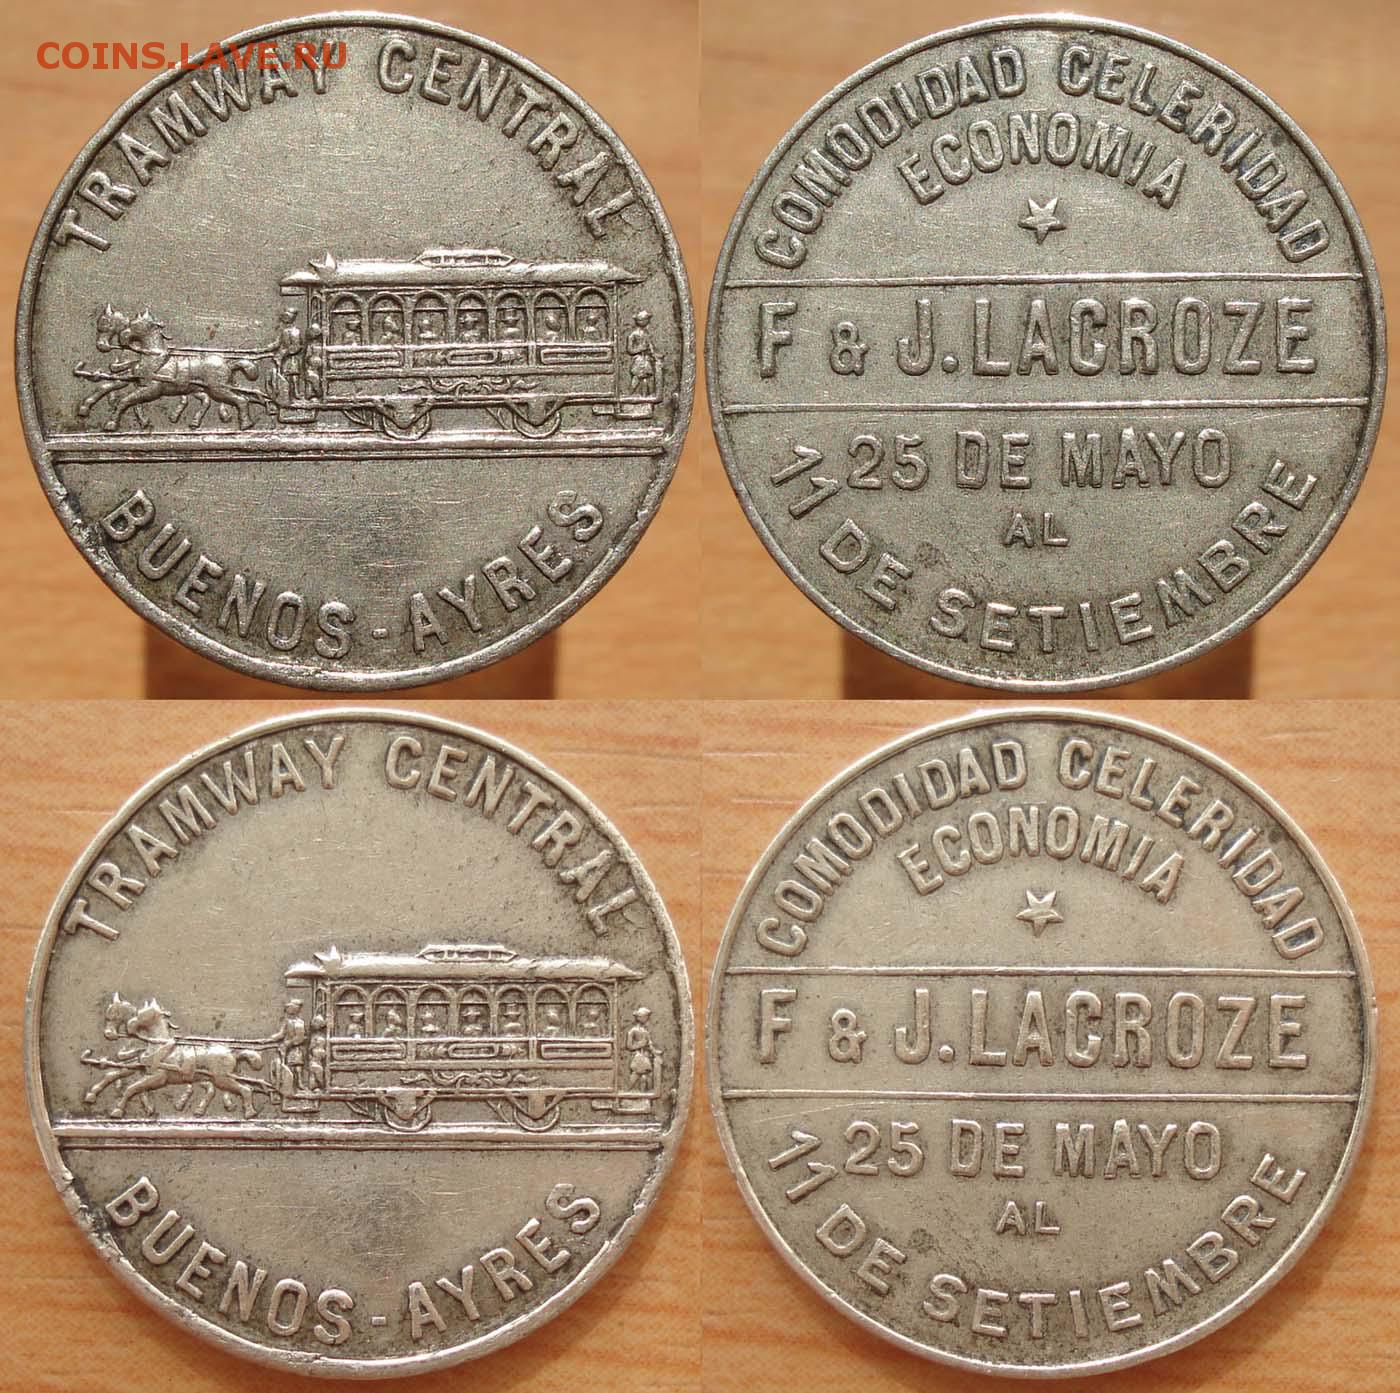 COINS.LAVE.RU
TRAMWAY CENTRAL
BUENOS-AYRES
COMODIDAD CELERIDAD
ECONOMIA
F & J. LACROZE
25 DE MAYO
AL
11 DE SETIEMBRE
TRAMWAY CENTRAL
BUENOS-AYRES
COMODIDAD CELERIDAD
ECONOMIA
F & J. LACROZE
25 DE MAYO
AL
11 DE SETIEMBRE